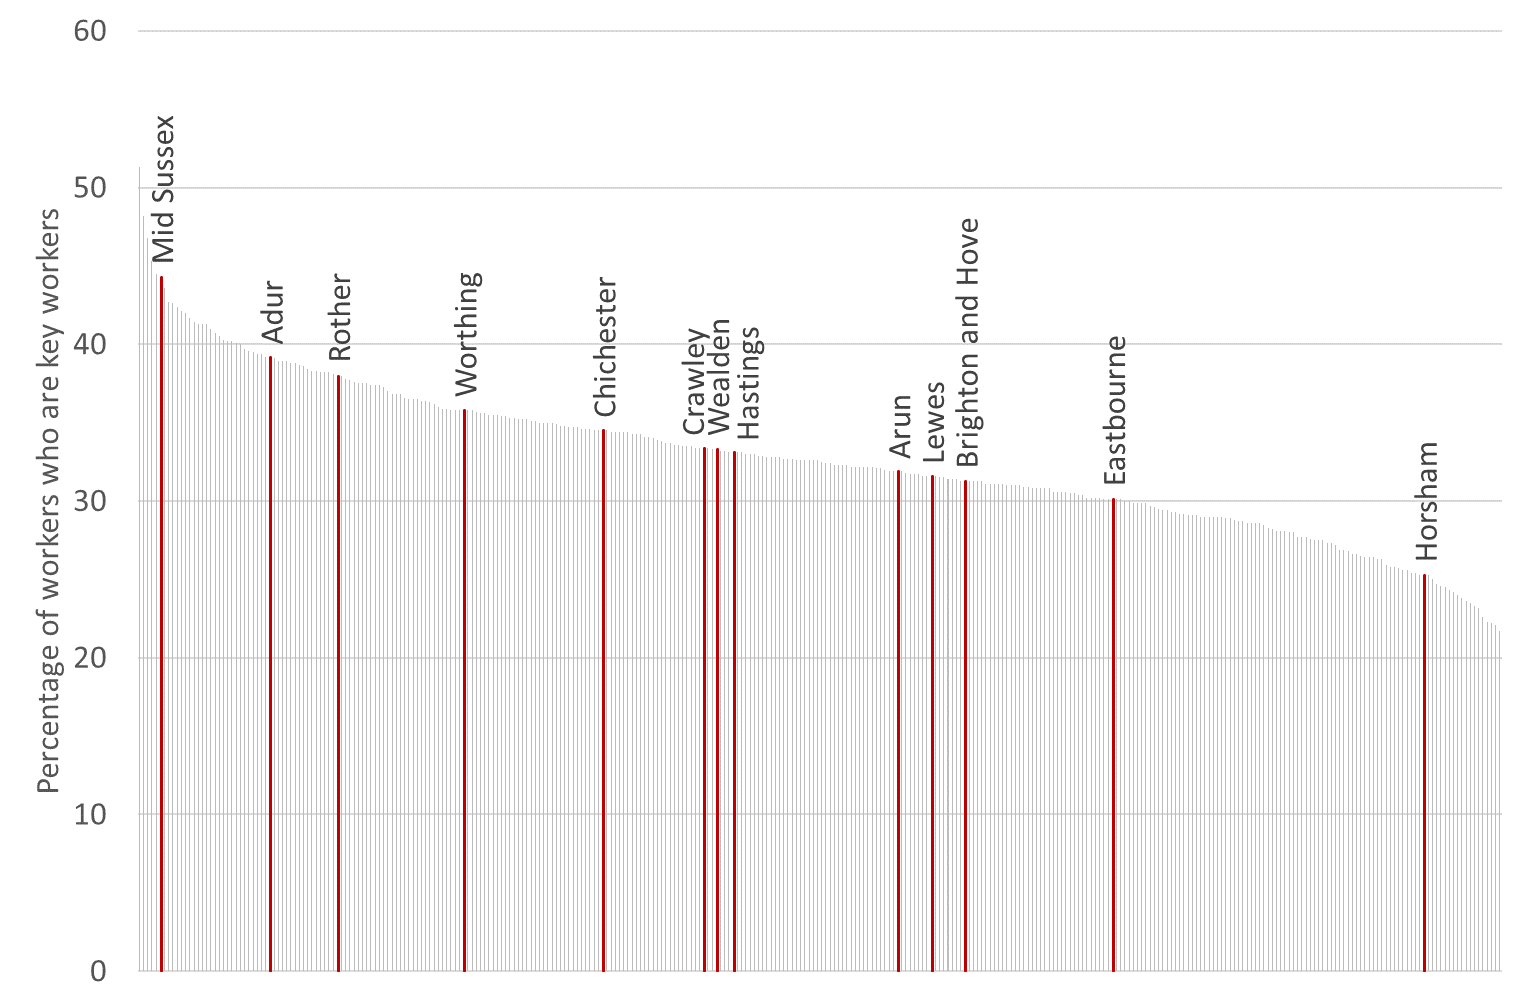 60
50
40
30
20
10
0
Percentage of workers who are key workers
Mid Sussex
Adur
Rother
Worthing
Chichester
Crawley
Wealden
Hastings
Arun
Lewes
Brighton and Hove
Eastbourne
Horsham